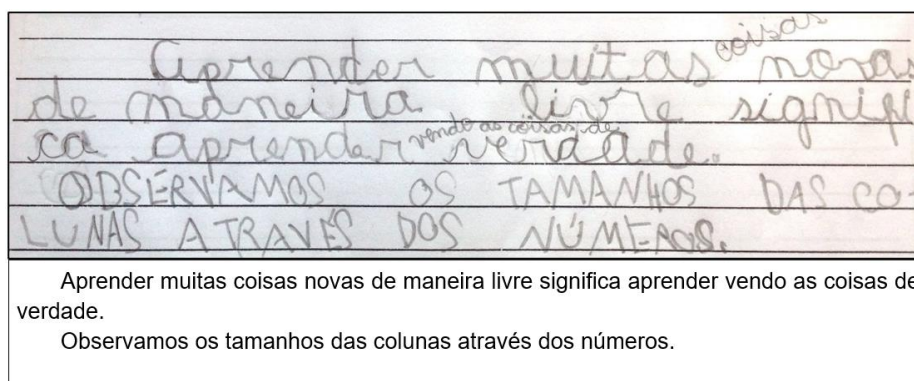 Aprender muitas coisas novas
de maneira livre signifi
ca aprender vendo as coisas de verdade.
OBSERVAMOS OS TAMANHOS DAS CO-
LUNAS ATRAVÉS DOS NÚMEROS.
Aprender muitas coisas novas de maneira livre significa aprender vendo as coisas de
verdade.
Observamos os tamanhos das colunas através dos números.